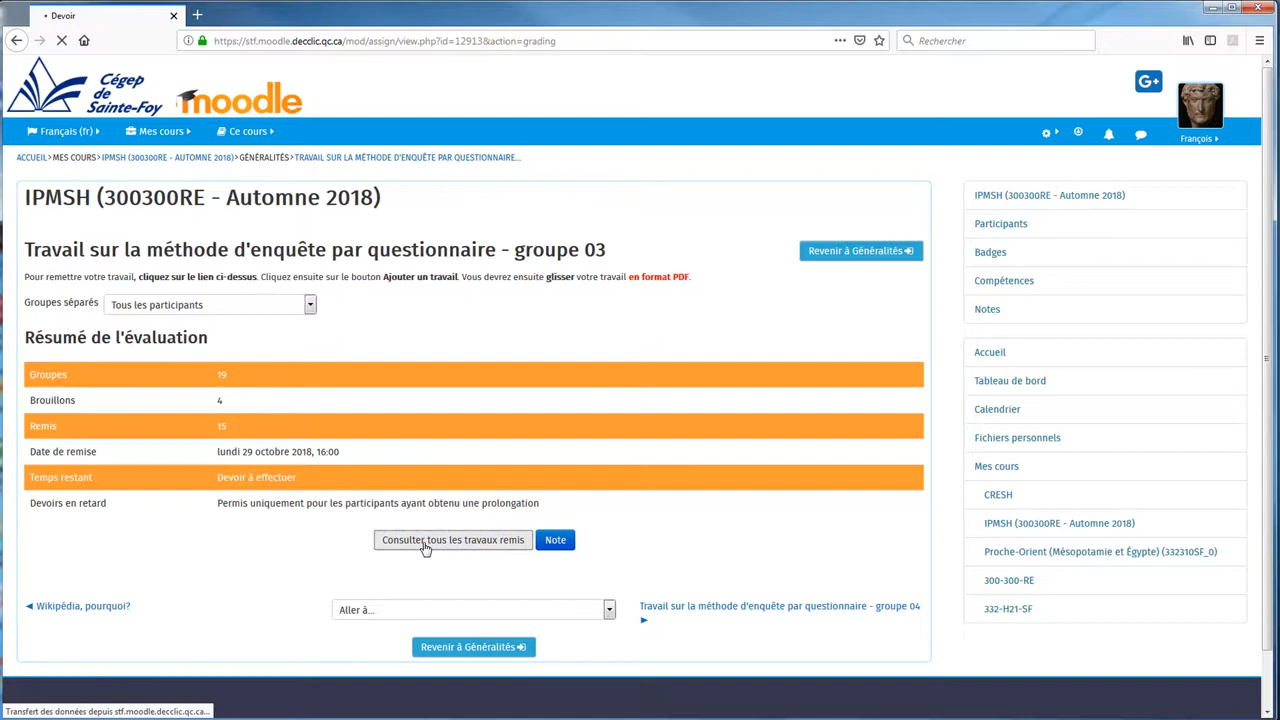 Devoir
https://stf.moodle.decclic.qc.ca/mod/assign/view.php?id=12913&action=grading
Rechercher
Cégep
de
Sainte-Foy
moodle
G+
Français (fr)
Mes cours
Ce cours
François
ACCUEIL › MES COURS › IPMSH (300300RE - AUTOMNE 2018) › GÉNÉRALITÉS › TRAVAIL SUR LA MÉTHODE D'ENQUÊTE PAR QUESTIONNAIRE...
IPMSH (300300RE - Automne 2018)
Travail sur la méthode d'enquête par questionnaire - groupe 03
Revenir à Généralités
Pour remettre votre travail, cliquez sur le lien ci-dessus. Cliquez ensuite sur le bouton Ajouter un travail. Vous devrez ensuite glisser votre travail en format PDF.
Groupes séparés Tous les participants
Résumé de l'évaluation
Groupes 19
Brouillons 4
Remis 15
Date de remise lundi 29 octobre 2018, 16:00
Temps restant Devoir à effectuer
Devoirs en retard Permis uniquement pour les participants ayant obtenu une prolongation
Consulter tous les travaux remis Note
◄ Wikipédia, pourquoi?
Aller à...
Travail sur la méthode d'enquête par questionnaire - groupe 04
►
Revenir à Généralités
IPMSH (300300RE - Automne 2018)
Participants
Badges
Compétences
Notes
Accueil
Tableau de bord
Calendrier
Fichiers personnels
Mes cours
CRESH
IPMSH (300300RE - Automne 2018)
Proche-Orient (Mésopotamie et Égypte) (332310SF_0)
300-300-RE
332-H21-SF
Transfert des données depuis stf.moodle.decclic.qc.ca...